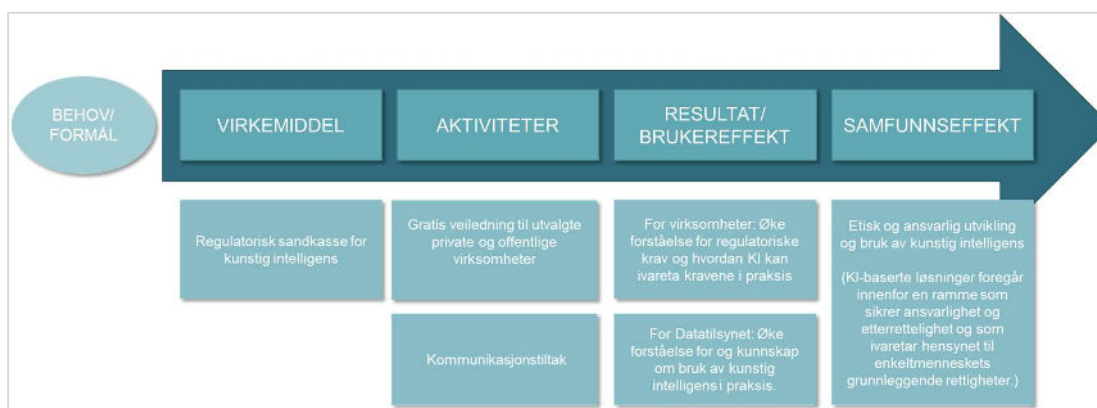 BEHOV/
FORMÅL
VIRKEMIDDEL
AKTIVITETER
RESULTAT/
BRUKEREFFEKT
SAMFUNNSEFFEKT
Regulatorisk sandkasse for
kunstig intelligens
Gratis veiledning til utvalgte
private og offentlige
virksomheter
Kommunikasjonstiltak
For virksomheter: Øke
forståelse for regulatoriske
krav og hvordan KI kan
ivareta kravene i praksis
For Datatilsynet: Øke
forståelse for og kunnskap
om bruk av kunstig
intelligens i praksis.
Etisk og ansvarlig utvikling
og bruk av kunstig intelligens
(KI-baserte løsninger foregår
innenfor en ramme som
sikrer ansvarlighet og
etterrettelighet og som
ivaretar hensynet til
enkeltmenneskets
grunnleggende rettigheter.)